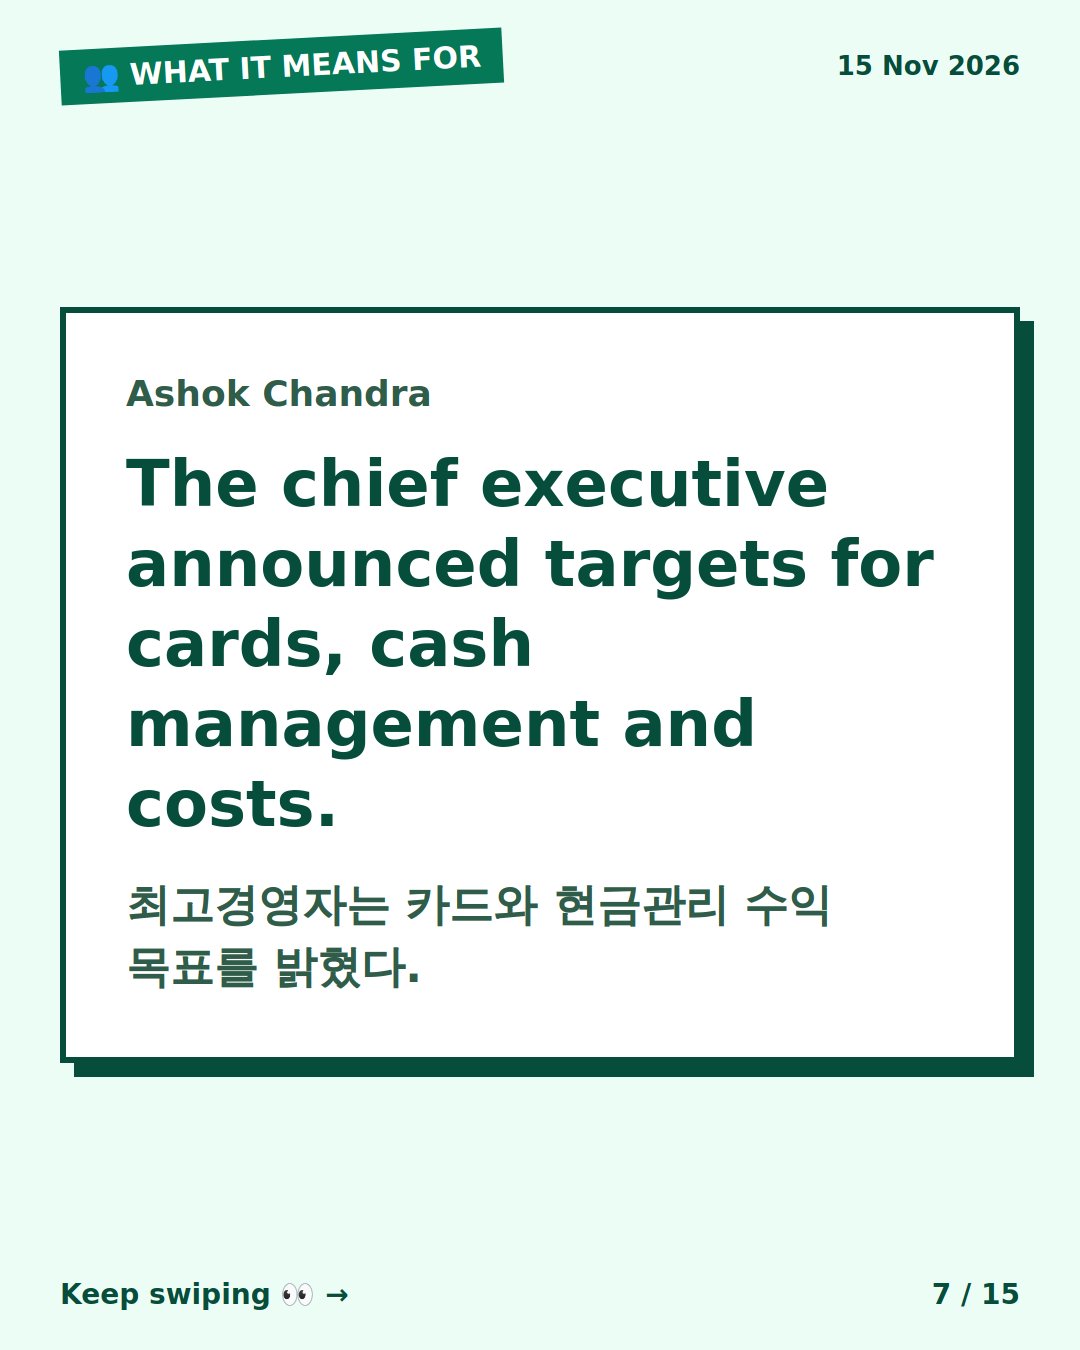 👥 WHAT IT MEANS FOR
15 Nov 2026
Ashok Chandra
The chief executive
announced targets for
cards, cash
management and
costs.
최고경영자는 카드와 현금관리 수익
목표를 밝혔다.
Keep swiping 👀 →
7 / 15